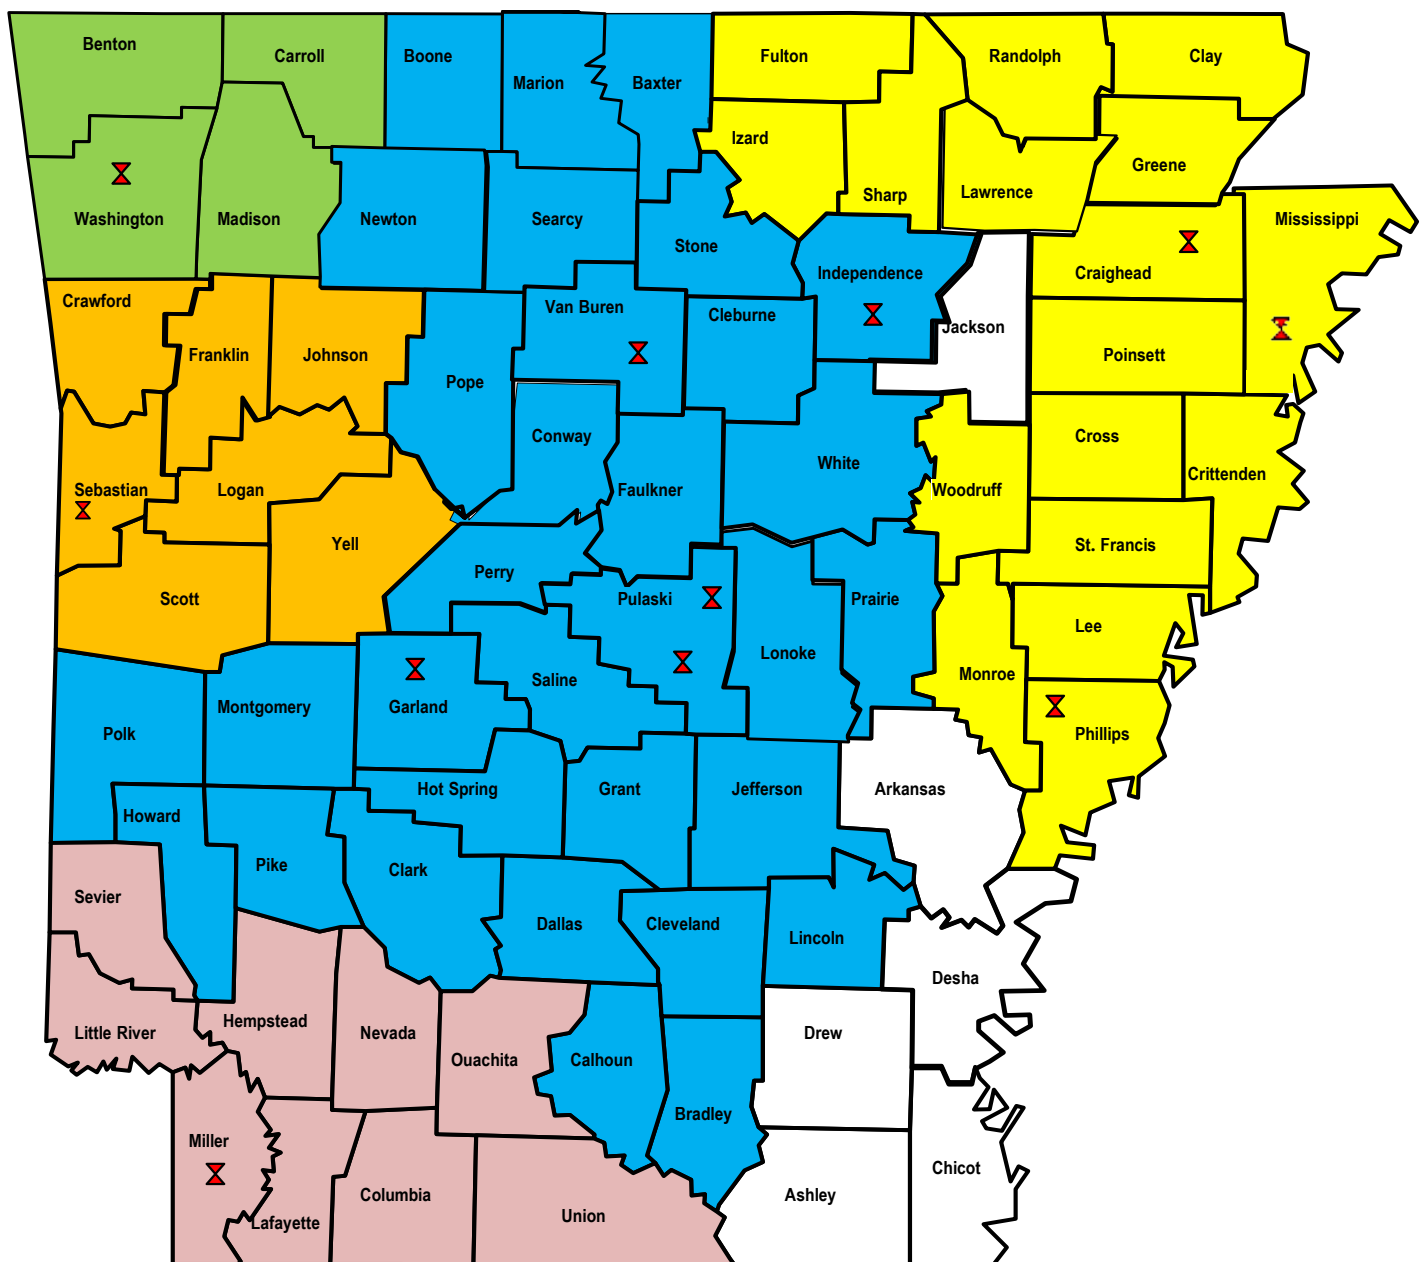 Benton
Carroll
Boone
Marion
Baxter
Fulton
Randolph
Clay
Izard
Sharp
Lawrence
Greene
Washington
Madison
Newton
Searcy
Stone
Mississippi
Independence
Craighead
Crawford
Van Buren
Cleburne
Jackson
Franklin
Johnson
Poinsett
Pope
Conway
White
Cross
Crittenden
Sebastian
Logan
Faulkner
Woodruff
Yell
St. Francis
Perry
Scott
Pulaski
Prairie
Lee
Lonoke
Saline
Monroe
Montgomery
Garland
Polk
Phillips
Hot Spring
Grant
Jefferson
Arkansas
Howard
Pike
Clark
Sevier
Dallas
Cleveland
Lincoln
Desha
Little River
Hempstead
Nevada
Drew
Ouachita
Calhoun
Bradley
Miller
Chicot
Columbia
Ashley
Lafayette
Union